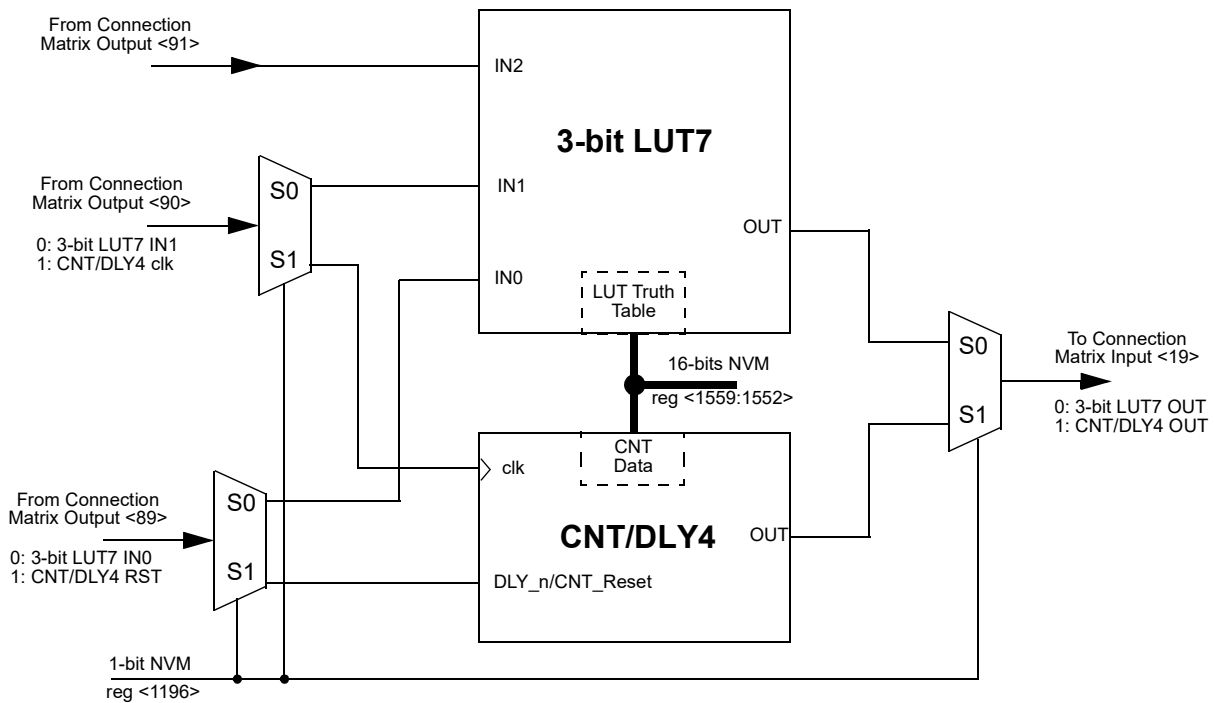 From Connection
Matrix Output <91>
IN2
3-bit LUT7
From Connection
Matrix Output <90>
S0
S1
IN1
0: 3-bit LUT7 IN1
1: CNT/DLY4 clk
OUT
IN0
LUT Truth
Table
16-bits NVM
reg <1559:1552>
S0
S1
To Connection
Matrix Input <19>
0: 3-bit LUT7 OUT
1: CNT/DLY4 OUT
CNT
Data
clk
From Connection
Matrix Output <89>
S0
S1
0: 3-bit LUT7 IN0
1: CNT/DLY4 RST
CNT/DLY4
OUT
DLY_n/CNT_Reset
1-bit NVM
reg <1196>